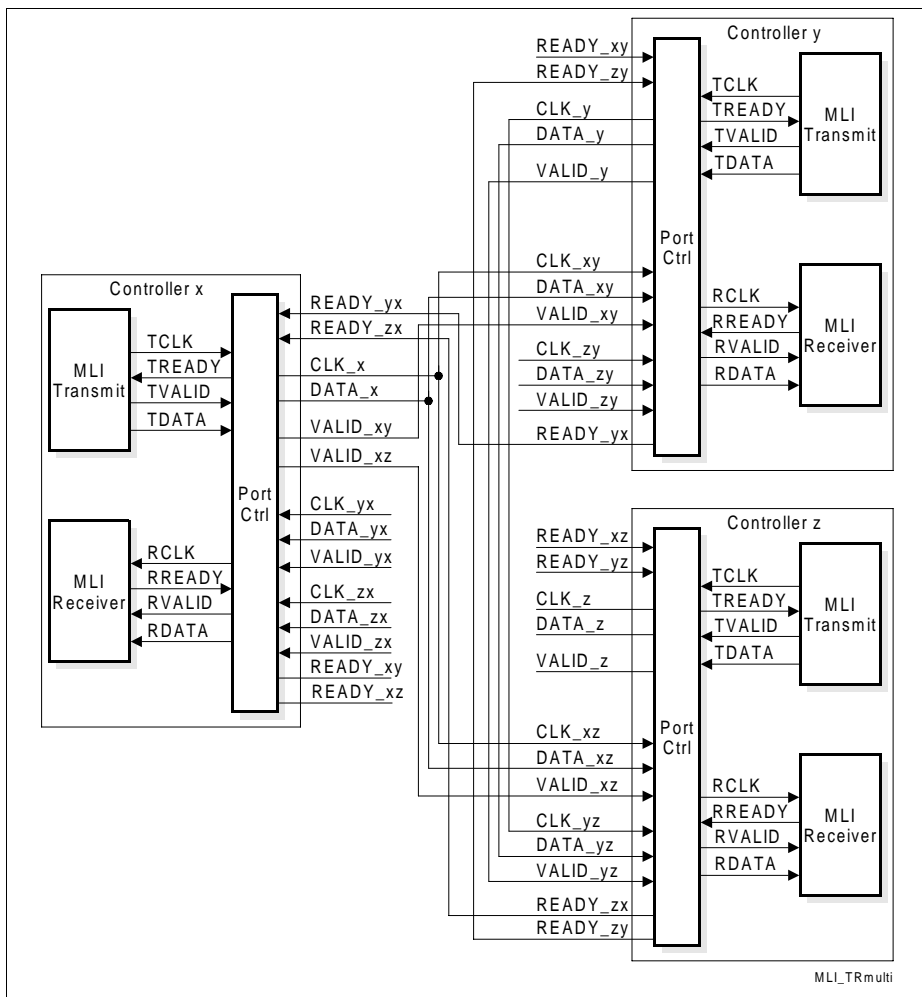 Controller x
MLI
Transmit
TCLK
TREADY
TVALID
TDATA
MLI
Receiver
RCLK
RREADY
RVALID
RDATA
Port
Ctrl
READY_yx
READY_zx
CLK_x
DATA_x
VALID_xy
VALID_xz
CLK_yx
DATA_yx
VALID_yx
CLK_zx
DATA_zx
VALID_zx
READY_xy
READY_xz
Controller y
READY_xy
READY_zy
CLK_y
DATA_y
VALID_y
CLK_xy
DATA_xy
VALID_xy
CLK_zy
DATA_zy
VALID_zy
READY_yx
Port
Ctrl
TCLK
TREADY
TVALID
TDATA
MLI
Transmit
RCLK
RREADY
RVALID
RDATA
MLI
Receiver
Controller z
READY_xz
READY_yz
CLK_z
DATA_z
VALID_z
CLK_xz
DATA_xz
VALID_xz
CLK_yz
DATA_yz
VALID_yz
READY_zx
READY_zy
Port
Ctrl
TCLK
TREADY
TVALID
TDATA
MLI
Transmit
RCLK
RREADY
RVALID
RDATA
MLI
Receiver
MLI_TRmulti